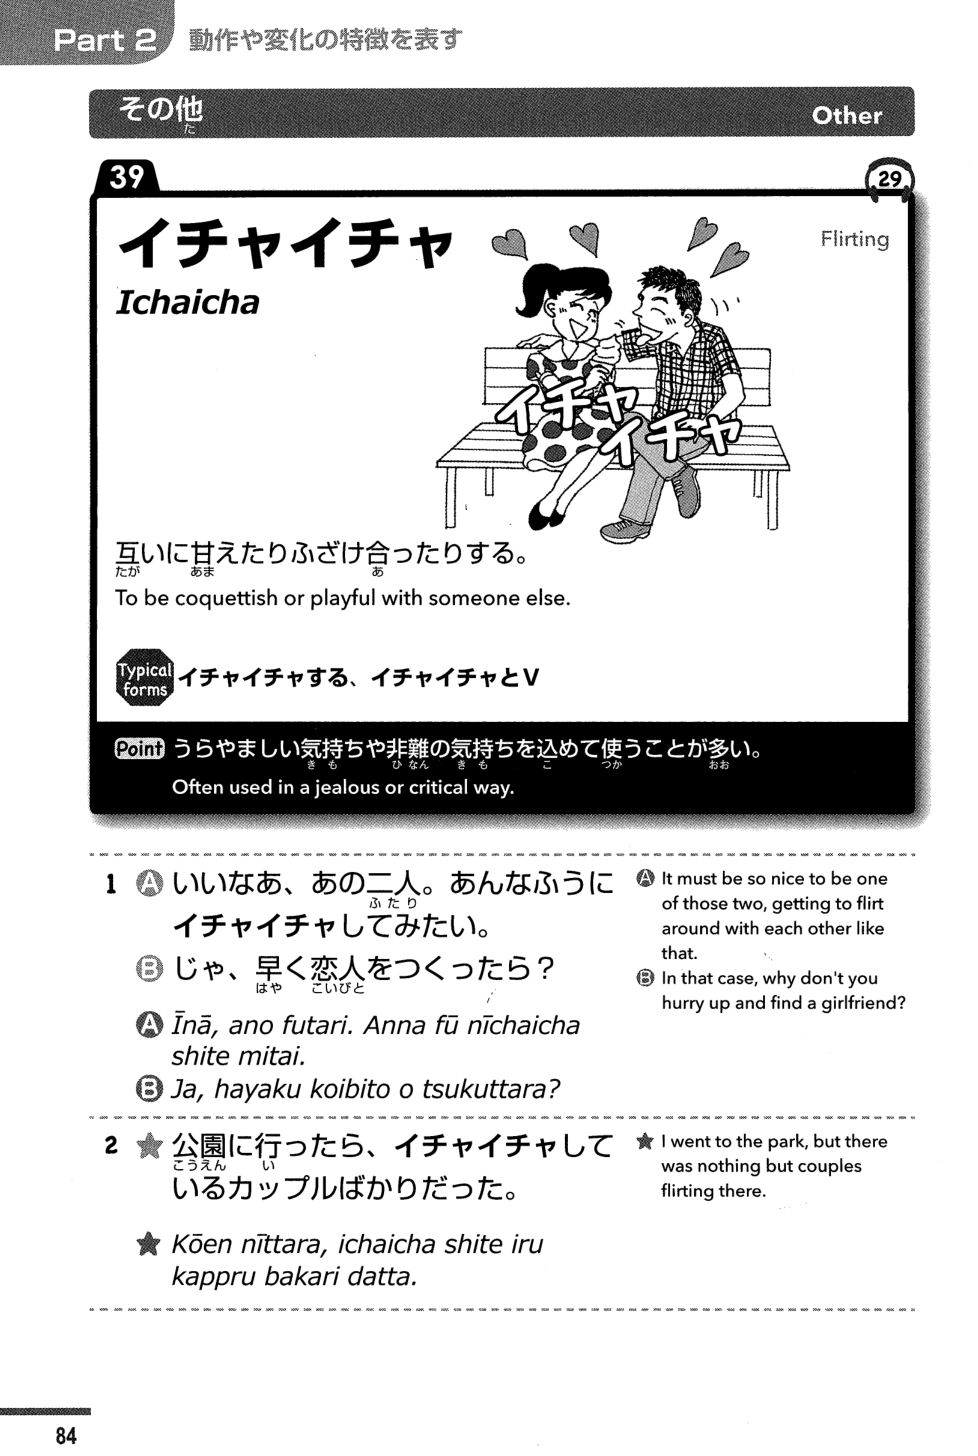 Part 2 動作や変化の特徴を表す
その他 Other
た
39
29
イチャイチャ
Flirting
Ichaicha
イチャ
イチャ
互いに甘えたりふざけ合ったりする。
たが あま あ
To be coquettish or playful with someone else.
Typical forms イチャイチャする、イチャイチャとV
Point うらやましい気持ちや非難の気持ちを込めて使うことが多い。
き も ひ なん き も こ つか おお
Often used in a jealous or critical way.
1 A いいなあ、あの二人。あんなふうに
ふたり
イチャイチャしてみたい。
B じゃ、早く恋人をつくったら？
はや こいびと
A Īnā, ano futari. Anna fū nīchaicha
shite mitai.
B Ja, hayaku koibito o tsukuttara?
A It must be so nice to be one
of those two, getting to flirt
around with each other like
that.
B In that case, why don't you
hurry up and find a girlfriend?
2 ★ 公園に行ったら、イチャイチャして
こうえん い
いるカップルばかりだった。
★ Kōen nīttara, ichaicha shite iru
kappru bakari datta.
★ I went to the park, but there
was nothing but couples
flirting there.
84